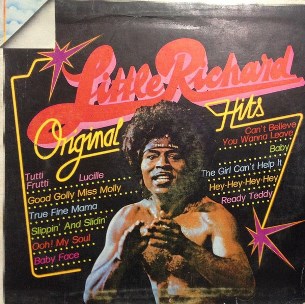 Little Richard
Original
Hits
Tutti
Frutti
Lucille
Good Golly Miss Molly
True Fine Mama
Slippin' And Slidin'
Ooh! My Soul
Baby Face
Can't Believe
You Wanna Leave
Baby
The Girl Can't Help It
Hey Hey Hey Hey
Ready Teddy